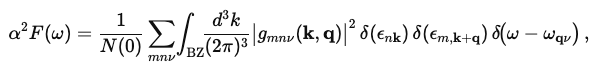 α²F(ω) = 1/N(0) ∑_{mnν} ∫_{BZ} d³k/(2π)³ |g_{mnν}(𝐤,𝐪)|² δ(ϵ_{n𝐤}) δ(ϵ_{m,𝐤+𝐪}) δ(ω − ω_{𝐪ν}) ,